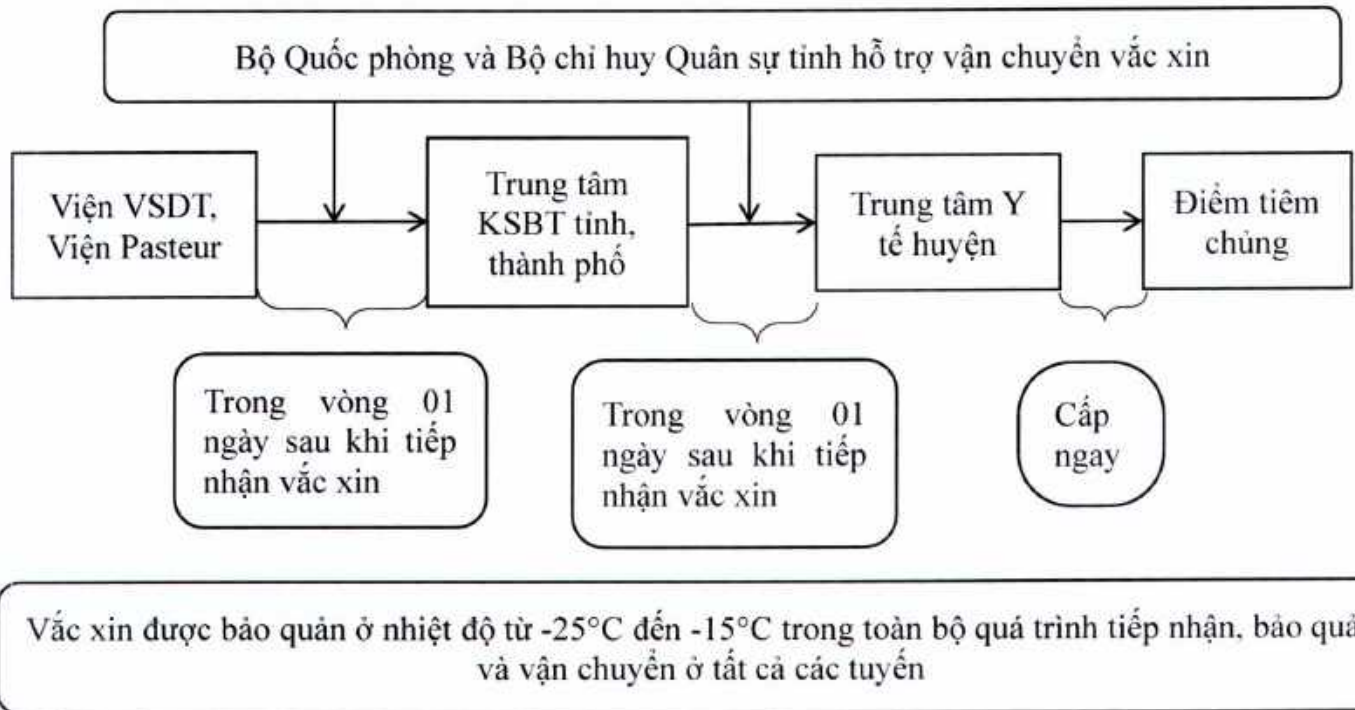 Bộ Quốc phòng và Bộ chỉ huy Quân sự tỉnh hỗ trợ vận chuyển vắc xin
Viện VSDT,
Viện Pasteur
Trung tâm
KSBT tỉnh,
thành phố
Trung tâm Y
tế huyện
Điểm tiêm
chủng
Trong vòng 01
ngày sau khi tiếp
nhận vắc xin
Trong vòng 01
ngày sau khi tiếp
nhận vắc xin
Cấp
ngay
Vắc xin được bảo quản ở nhiệt độ từ -25°C đến -15°C trong toàn bộ quá trình tiếp nhận, bảo quả
và vận chuyển ở tất cả các tuyến